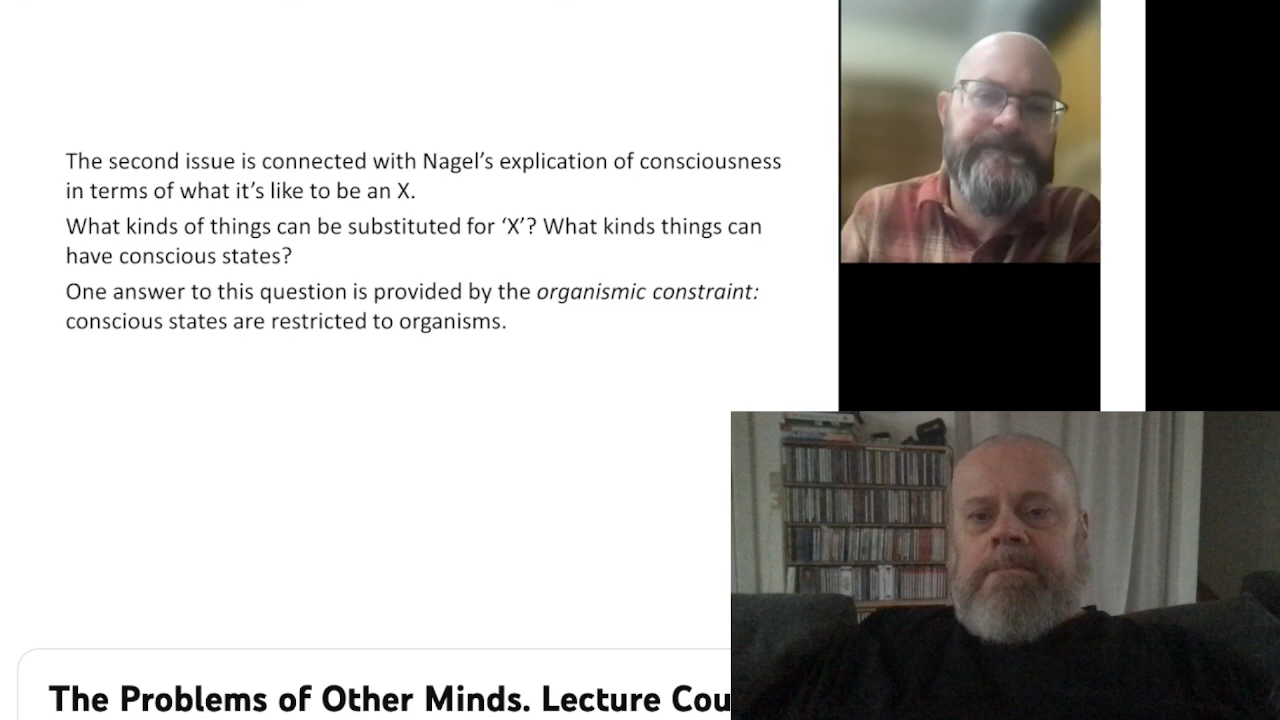 The second issue is connected with Nagel’s explication of consciousness
in terms of what it’s like to be an X.
What kinds of things can be substituted for ‘X’? What kinds things can
have conscious states?
One answer to this question is provided by the organismic constraint:
conscious states are restricted to organisms.
The Problems of Other Minds. Lecture Cou